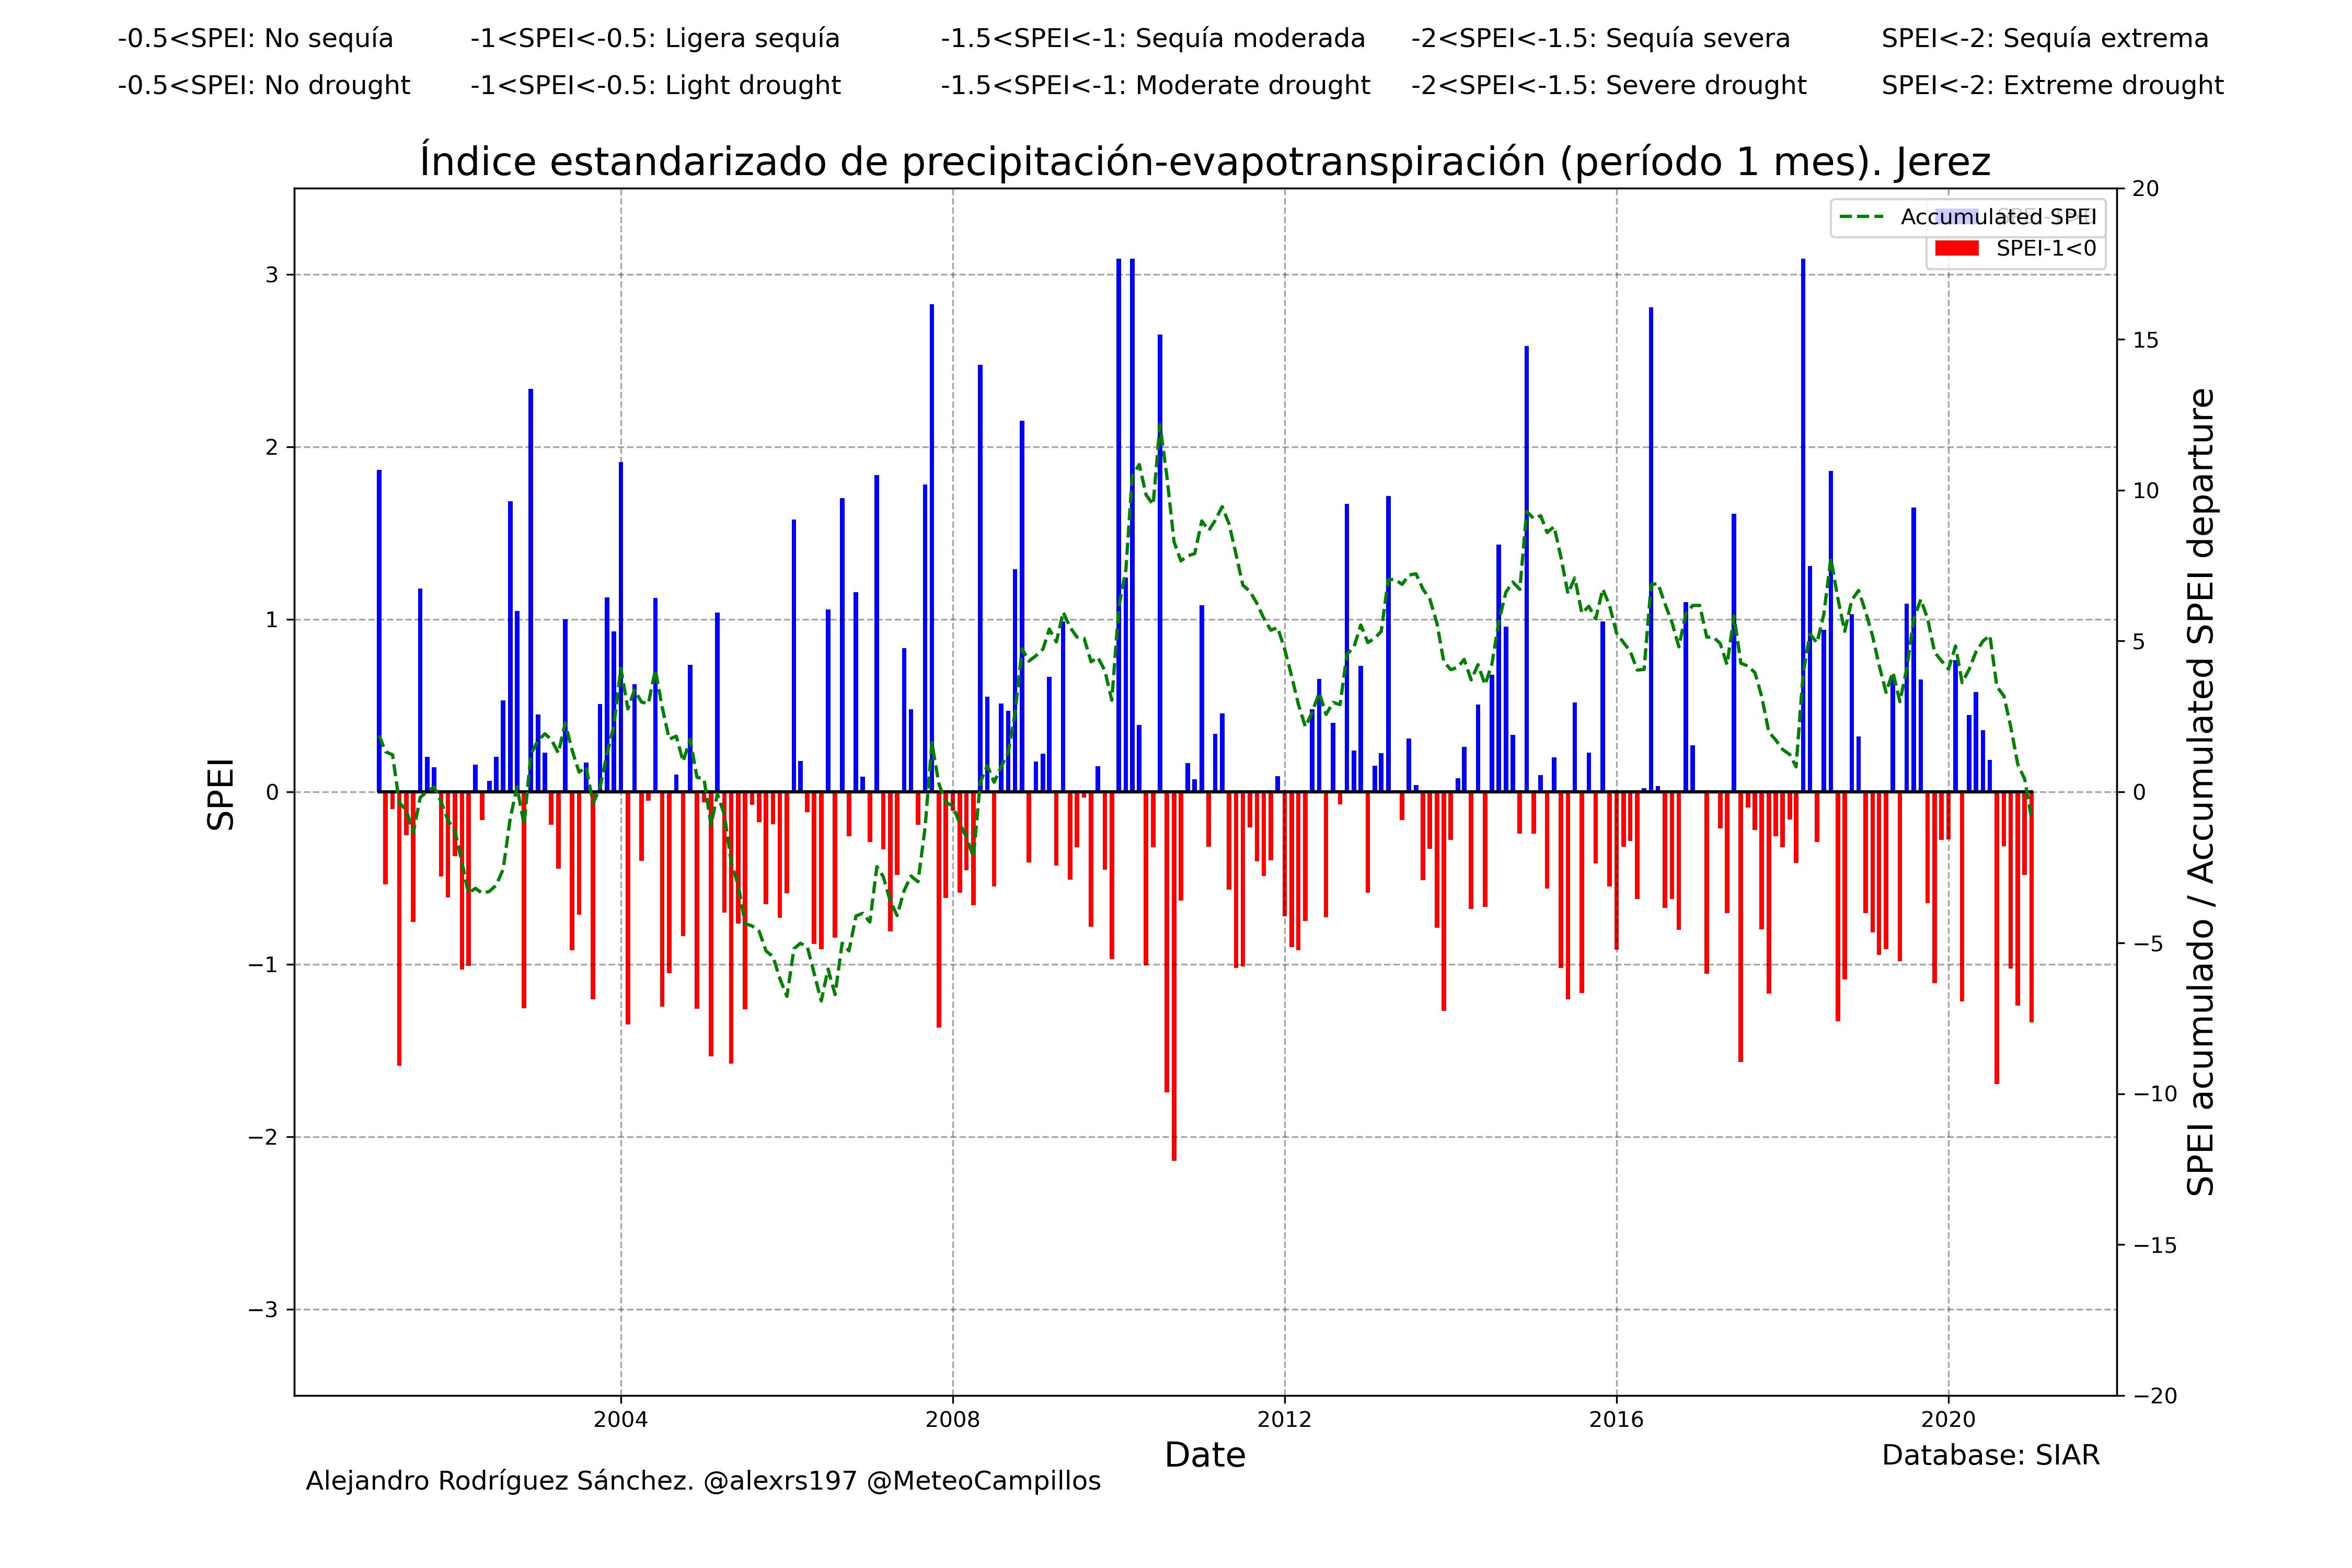 -0.5<SPEI: No sequía -1<SPEI<-0.5: Ligera sequía -1.5<SPEI<-1: Sequía moderada -2<SPEI<-1.5: Sequía severa SPEI<-2: Sequía extrema
-0.5<SPEI: No drought -1<SPEI<-0.5: Light drought -1.5<SPEI<-1: Moderate drought -2<SPEI<-1.5: Severe drought SPEI<-2: Extreme drought
Índice estandarizado de precipitación-evapotranspiración (período 1 mes). Jerez
Accumulated SPEI
SPEI-1<0
SPEI
3
2
1
0
−1
−2
−3
20
15
10
5
0
−5
−10
−15
−20
SPEI acumulado / Accumulated SPEI departure
2004 2008 2012 2016 2020
Date
Database: SIAR
Alejandro Rodríguez Sánchez. @alexrs197 @MeteoCampillos